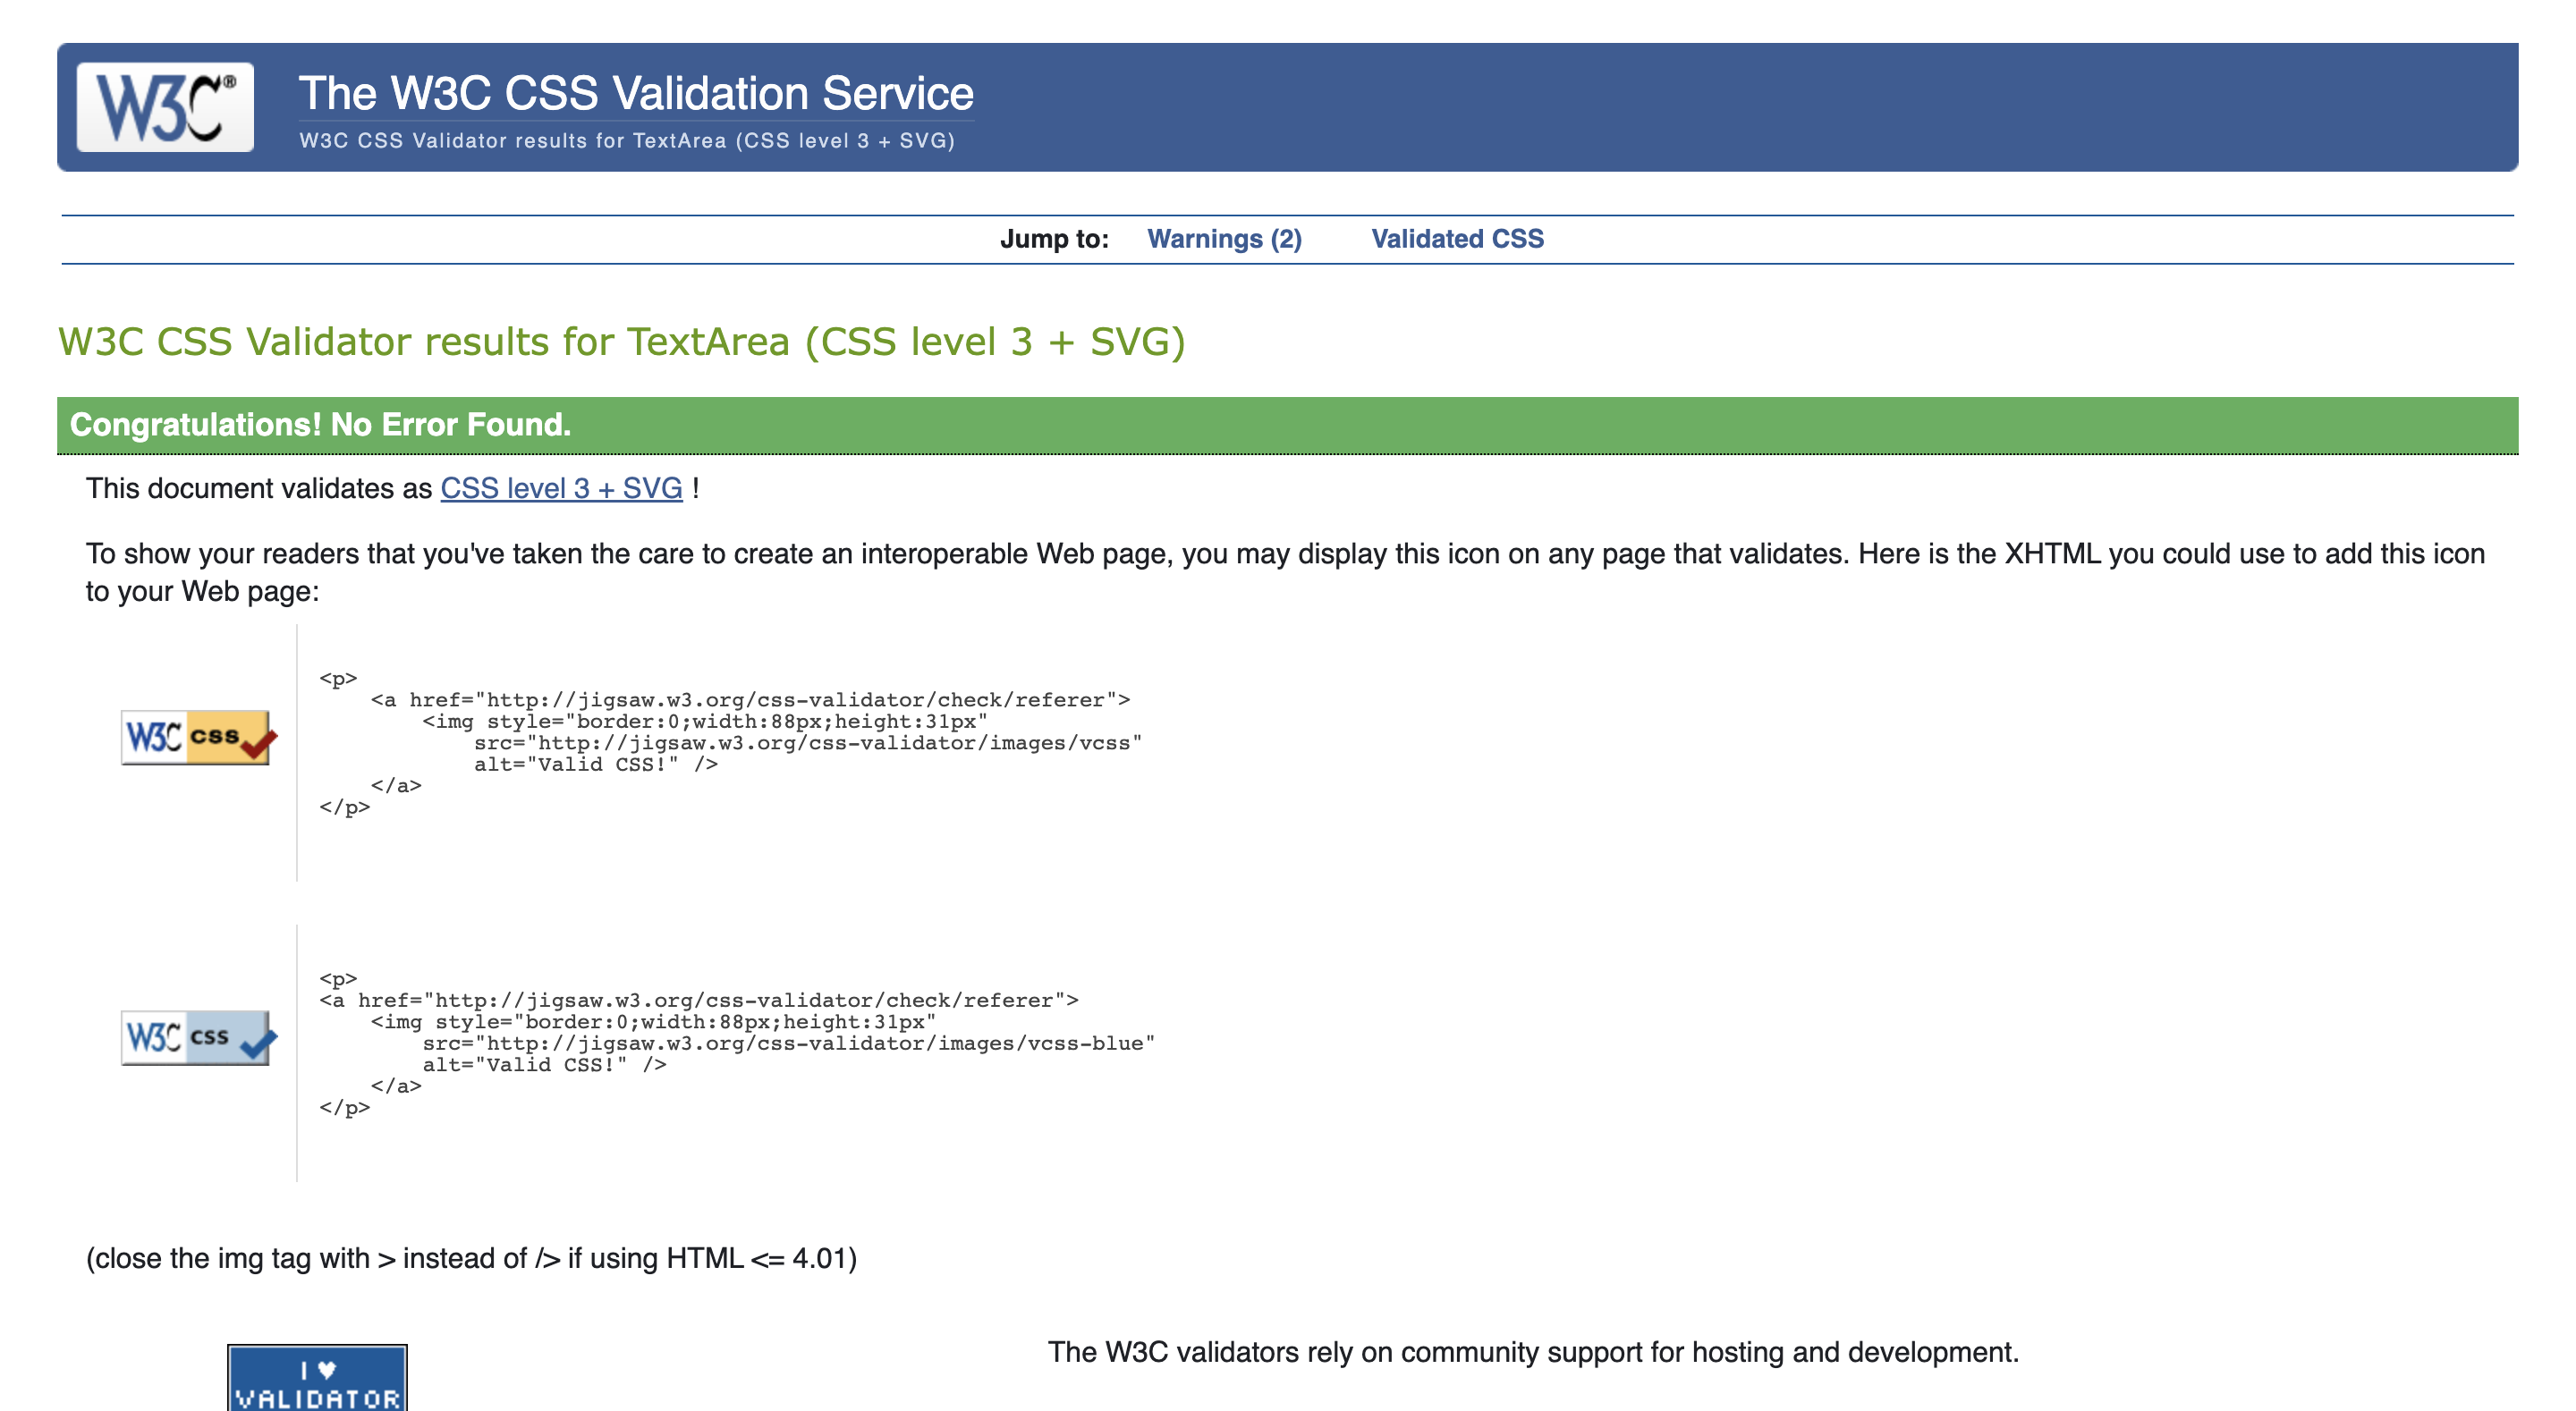 W3C®
The W3C CSS Validation Service
W3C CSS Validator results for TextArea (CSS level 3 + SVG)
Jump to: Warnings (2) Validated CSS
W3C CSS Validator results for TextArea (CSS level 3 + SVG)
Congratulations! No Error Found.
This document validates as CSS level 3 + SVG !
To show your readers that you've taken the care to create an interoperable Web page, you may display this icon on any page that validates. Here is the XHTML you could use to add this icon
to your Web page:
<p>
    <a href="http://jigsaw.w3.org/css-validator/check/referer">
        <img style="border:0;width:88px;height:31px"
            src="http://jigsaw.w3.org/css-validator/images/vcss"
            alt="Valid CSS!" />
    </a>
</p>
W3C css
<p>
<a href="http://jigsaw.w3.org/css-validator/check/referer">
    <img style="border:0;width:88px;height:31px"
        src="http://jigsaw.w3.org/css-validator/images/vcss-blue"
        alt="Valid CSS!" />
    </a>
</p>
W3C css
(close the img tag with > instead of /> if using HTML <= 4.01)
I ♥
VALIDATOR
The W3C validators rely on community support for hosting and development.